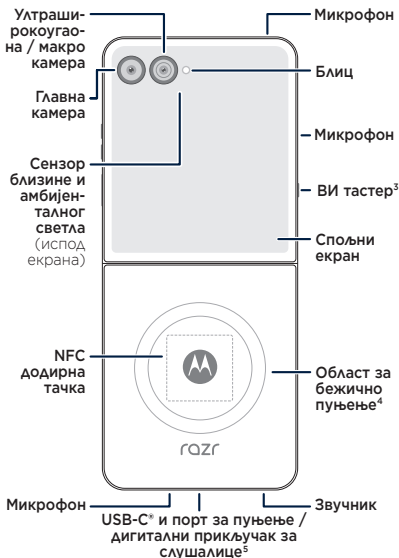 Ултраши-
рокоугао-
на / макро
камера
Микрофон
Блиц
Главна
камера
Микрофон
Сензор
близине и
амбијен-
талног
светла
(испод
екрана)
ВИ тастер³
Спољни
екран
NFC
додирна
тачка
Област за
бежично
пуњење⁴
razr
Микрофон
Звучник
USB-C® и порт за пуњење /
дигитални прикључак за
слушалице⁵